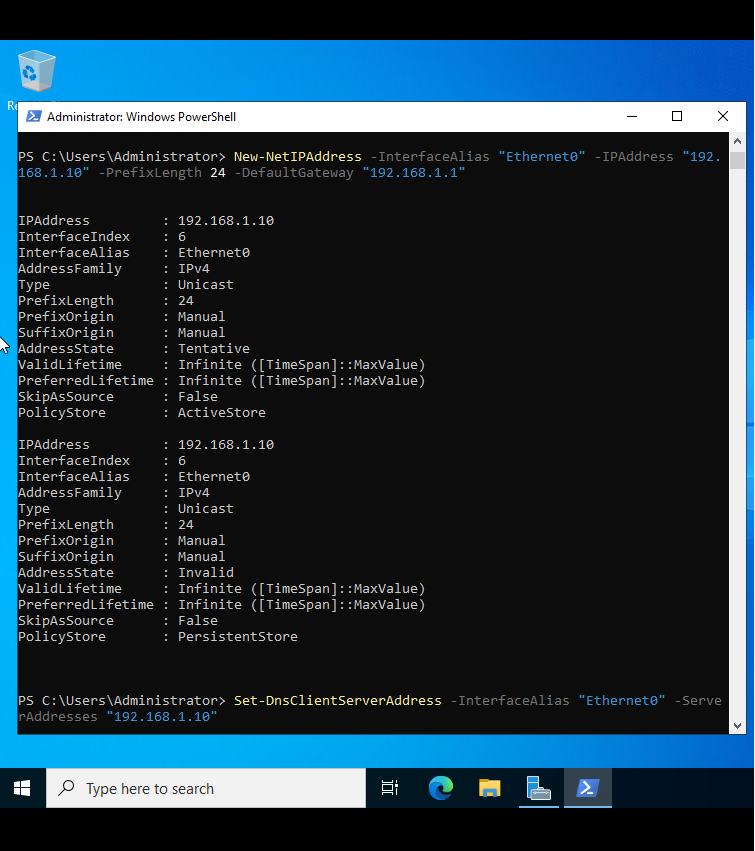 Re
Administrator: Windows PowerShell
PS C:\Users\Administrator> New-NetIPAddress -InterfaceAlias "Ethernet0" -IPAddress "192.
168.1.10" -PrefixLength 24 -DefaultGateway "192.168.1.1"
IPAddress         : 192.168.1.10
InterfaceIndex    : 6
InterfaceAlias    : Ethernet0
AddressFamily     : IPv4
Type              : Unicast
PrefixLength      : 24
PrefixOrigin      : Manual
SuffixOrigin      : Manual
AddressState      : Tentative
ValidLifetime     : Infinite ([TimeSpan]::MaxValue)
PreferredLifetime : Infinite ([TimeSpan]::MaxValue)
SkipAsSource      : False
PolicyStore       : ActiveStore
IPAddress         : 192.168.1.10
InterfaceIndex    : 6
InterfaceAlias    : Ethernet0
AddressFamily     : IPv4
Type              : Unicast
PrefixLength      : 24
PrefixOrigin      : Manual
SuffixOrigin      : Manual
AddressState      : Invalid
ValidLifetime     : Infinite ([TimeSpan]::MaxValue)
PreferredLifetime : Infinite ([TimeSpan]::MaxValue)
SkipAsSource      : False
PolicyStore       : PersistentStore
PS C:\Users\Administrator> Set-DnsClientServerAddress -InterfaceAlias "Ethernet0" -Serve
rAddresses "192.168.1.10"
Type here to search